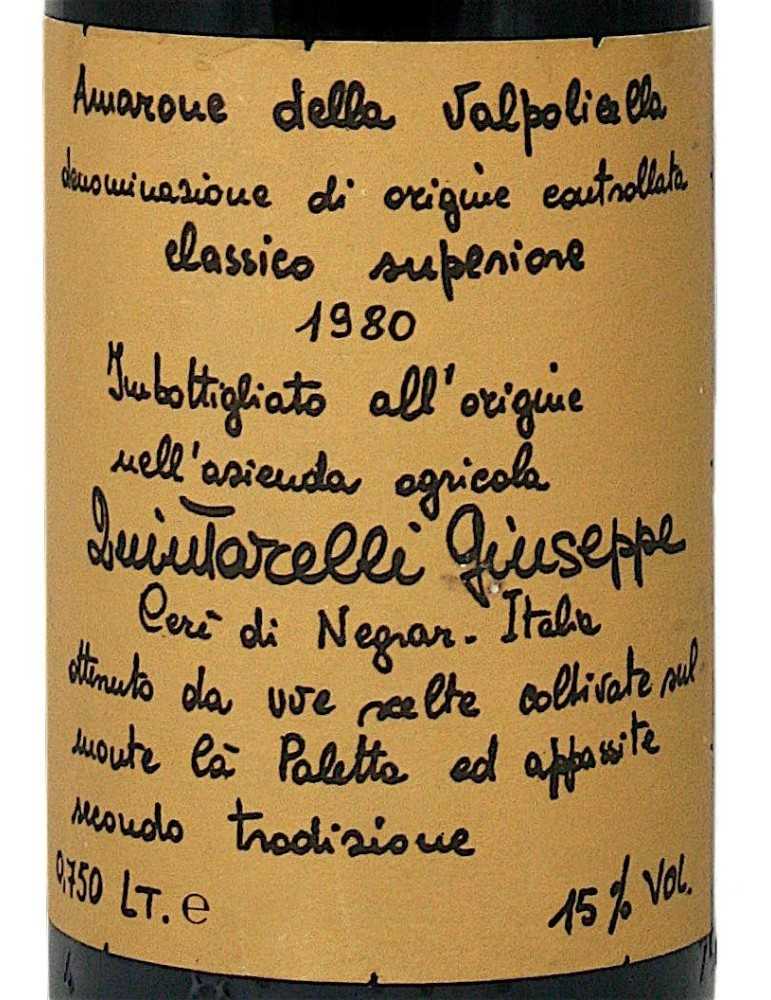 Amarone della Valpolicella
denominazione di origine controllata
classico superiore
1980
Imbottigliato all'origine
nell'azienda agricola
Quintarelli Giuseppe
Cerè di Negrar - Italia
ottenuto da uve scelte coltivate sul
monte Cà Paletta ed appassite
secondo tradizione
0,750 LT. e
15% VOL.